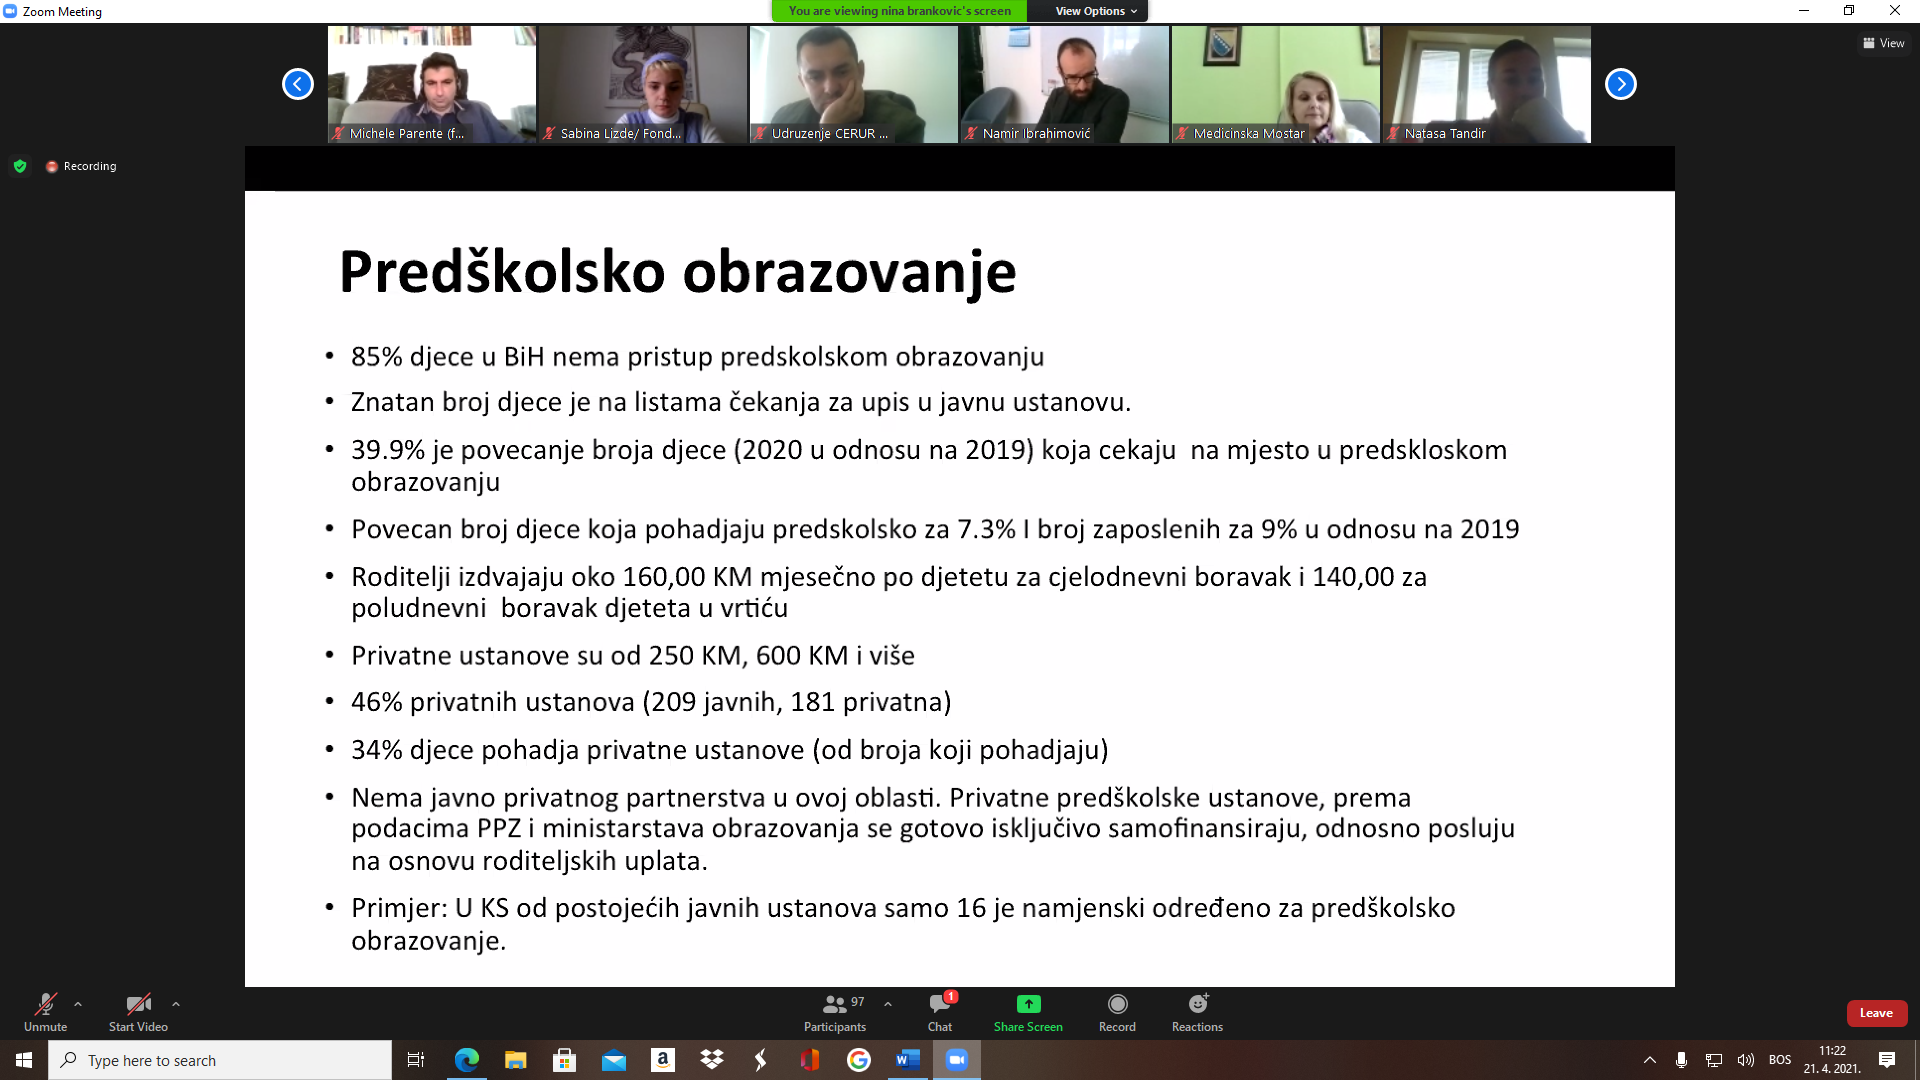 Zoom Meeting
You are viewing nina brankovic's screen
View Options
View
Michele Parente (f...
Sabina Lizde/ Fond...
Udruzenje CERUR ...
Namir Ibrahimović
Medicinska Mostar
Natasa Tandir
Recording
Predškolsko obrazovanje
• 85% djece u BiH nema pristup predskolskom obrazovanju
• Znatan broj djece je na listama čekanja za upis u javnu ustanovu.
• 39.9% je povecanje broja djece (2020 u odnosu na 2019) koja cekaju na mjesto u predskloskom
obrazovanju
• Povecan broj djece koja pohadjaju predskolsko za 7.3% I broj zaposlenih za 9% u odnosu na 2019
• Roditelji izdvajaju oko 160,00 KM mjesečno po djetetu za cjelodnevni boravak i 140,00 za
poludnevni boravak djeteta u vrtiću
• Privatne ustanove su od 250 KM, 600 KM i više
• 46% privatnih ustanova (209 javnih, 181 privatna)
• 34% djece pohadja privatne ustanove (od broja koji pohadjaju)
• Nema javno privatnog partnerstva u ovoj oblasti. Privatne predškolske ustanove, prema
podacima PPZ i ministarstava obrazovanja se gotovo isključivo samofinansiraju, odnosno posluju
na osnovu roditeljskih uplata.
• Primjer: U KS od postojećih javnih ustanova samo 16 je namjenski određeno za predškolsko
obrazovanje.
Unmute
Start Video
97
Participants
1
Chat
Share Screen
Record
Reactions
Leave
Type here to search
BOS
11:22
21. 4. 2021.